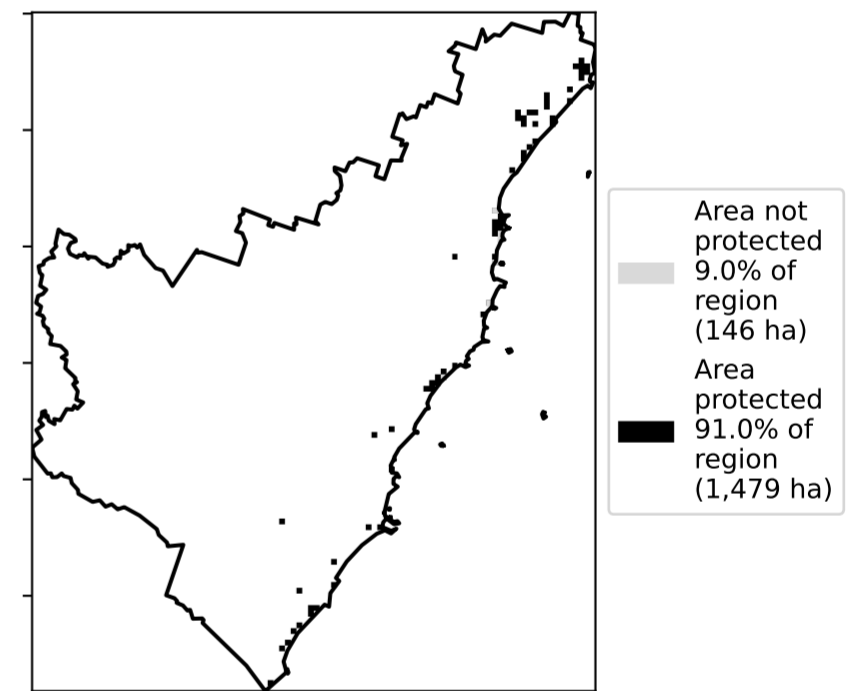 Area not
protected
9.0% of
region
(146 ha)
Area
protected
91.0% of
region
(1,479 ha)